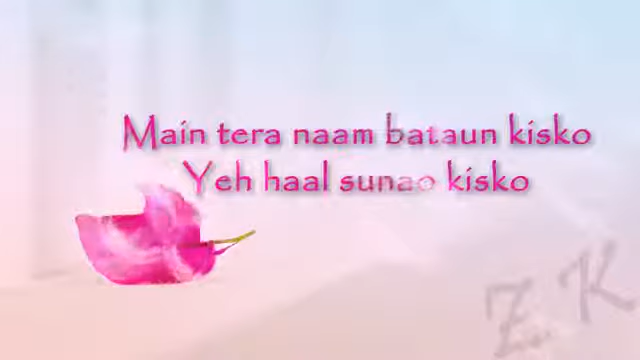 Main tera naam bataun kisko
Yeh haal sunao kisko
Z K